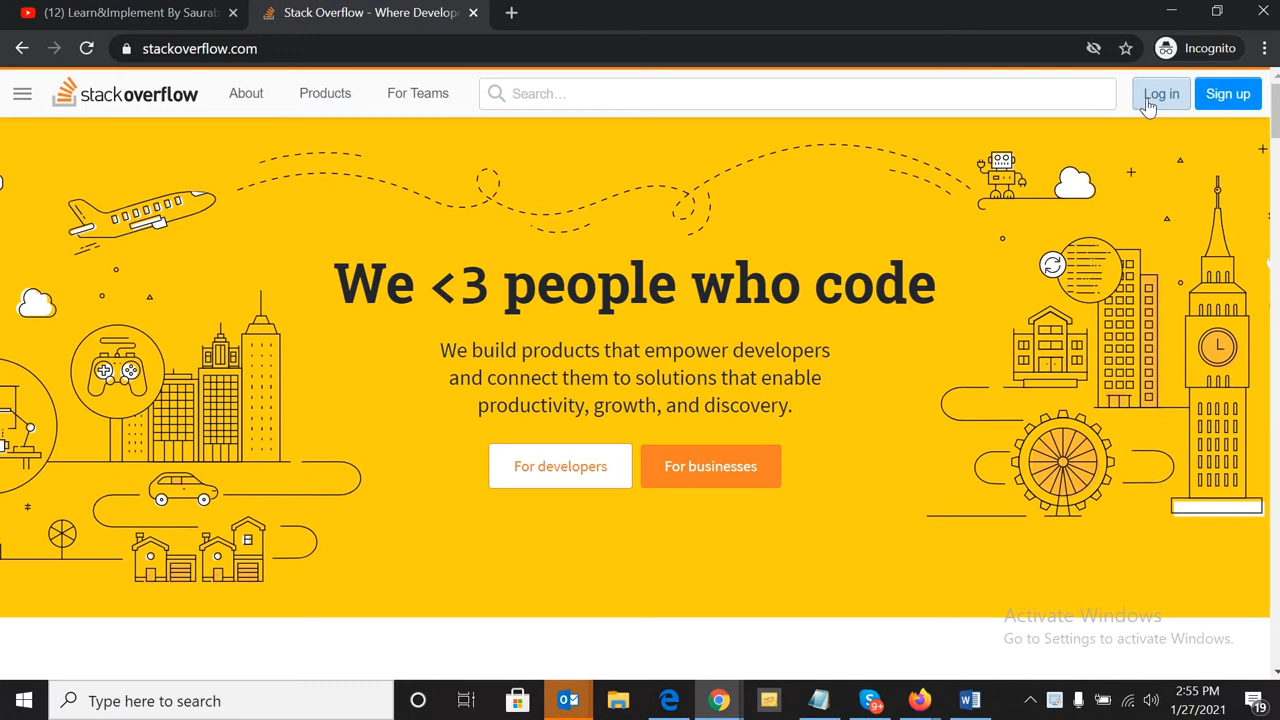 (12) Learn&Implement By Saurab
Stack Overflow - Where Develope
stackoverflow.com
Incognito
stackoverflow
About
Products
For Teams
Search...
Log in
Sign up
We <3 people who code
We build products that empower developers
and connect them to solutions that enable
productivity, growth, and discovery.
For developers
For businesses
Activate Windows
Go to Settings to activate Windows.
Type here to search
9+
2:55 PM
1/27/2021
19